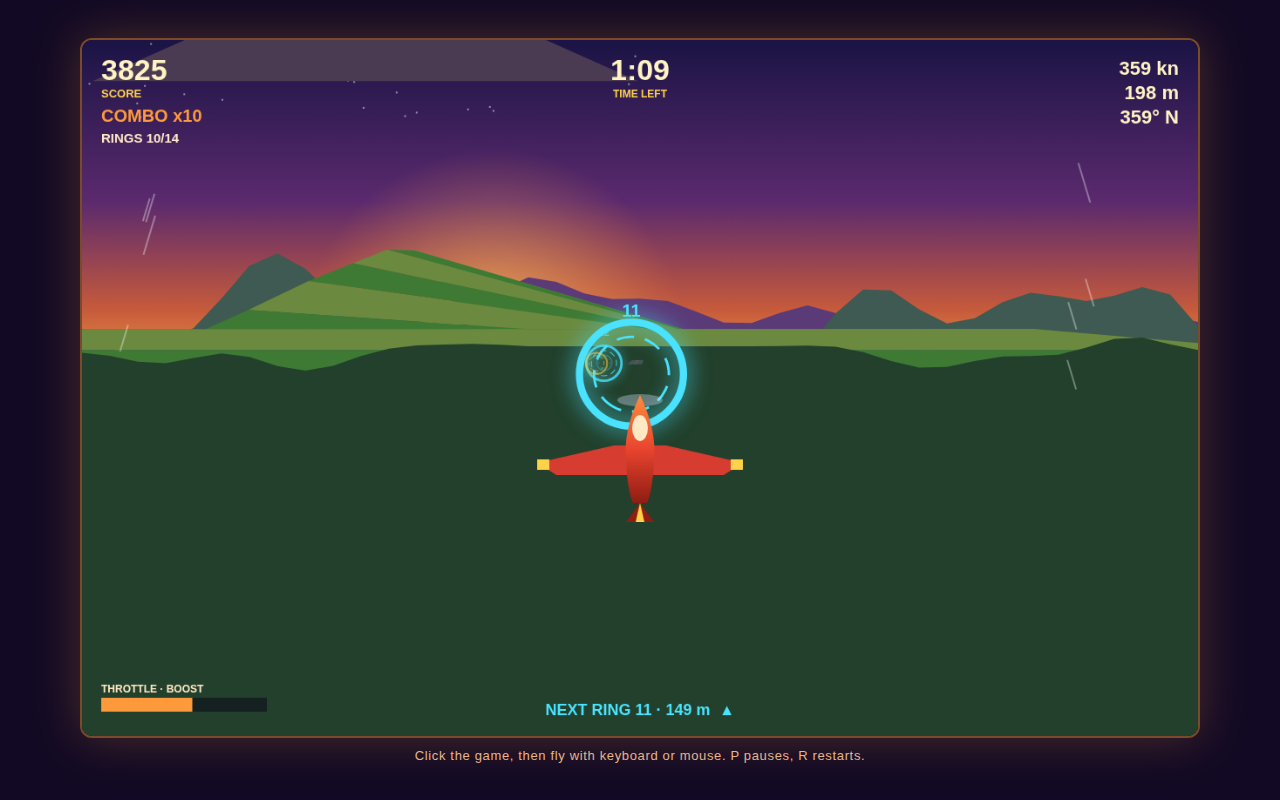 3825
SCORE
COMBO x10
RINGS 10/14
1:09
TIME LEFT
359 kn
198 m
359° N
11
THROTTLE · BOOST
NEXT RING 11 · 149 m ▲
Click the game, then fly with keyboard or mouse. P pauses, R restarts.